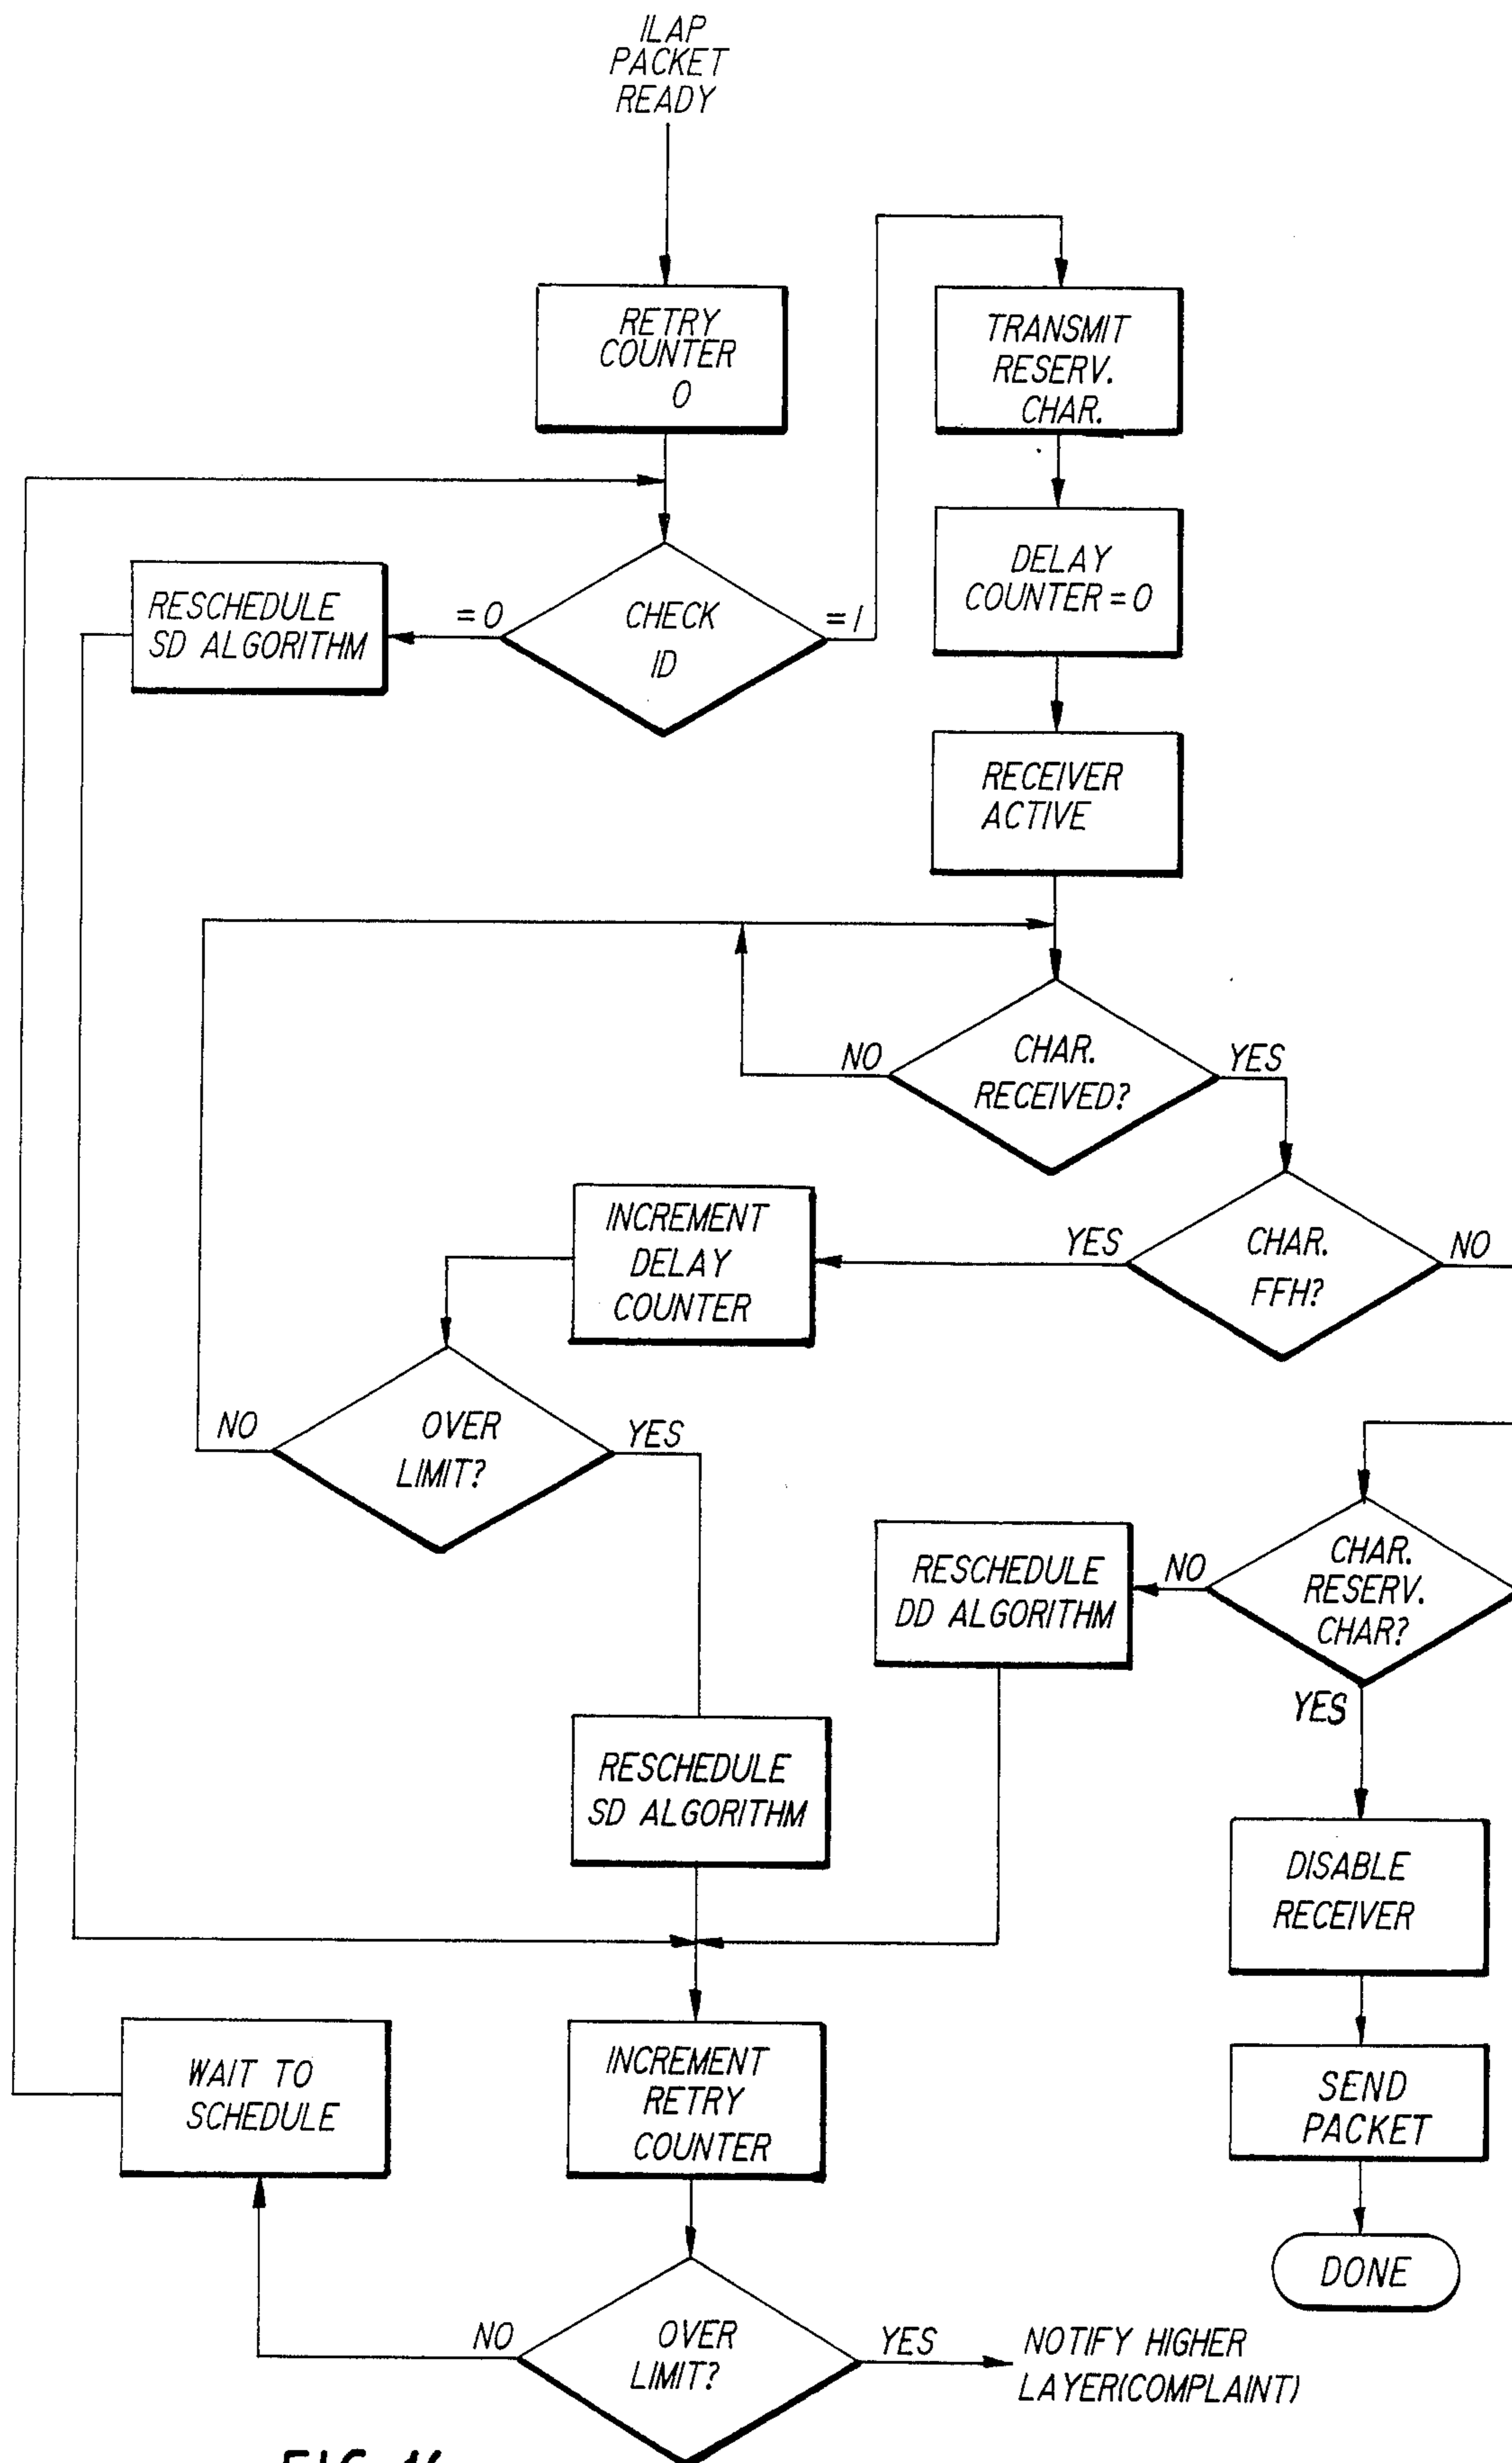 ILAP
PACKET
READY
RETRY
COUNTER
0
TRANSMIT
RESERV.
CHAR.
DELAY
COUNTER = 0
RESCHEDULE
SD ALGORITHM
= 0
CHECK
ID
= 1
RECEIVER
ACTIVE
NO
CHAR.
RECEIVED?
YES
INCREMENT
DELAY
COUNTER
YES
CHAR.
FFH?
NO
NO
OVER
LIMIT?
YES
RESCHEDULE
DD ALGORITHM
NO
CHAR.
RESERV.
CHAR?
YES
RESCHEDULE
SD ALGORITHM
DISABLE
RECEIVER
WAIT TO
SCHEDULE
INCREMENT
RETRY
COUNTER
SEND
PACKET
DONE
NO
OVER
LIMIT?
YES
NOTIFY HIGHER
LAYER(COMPLAINT)